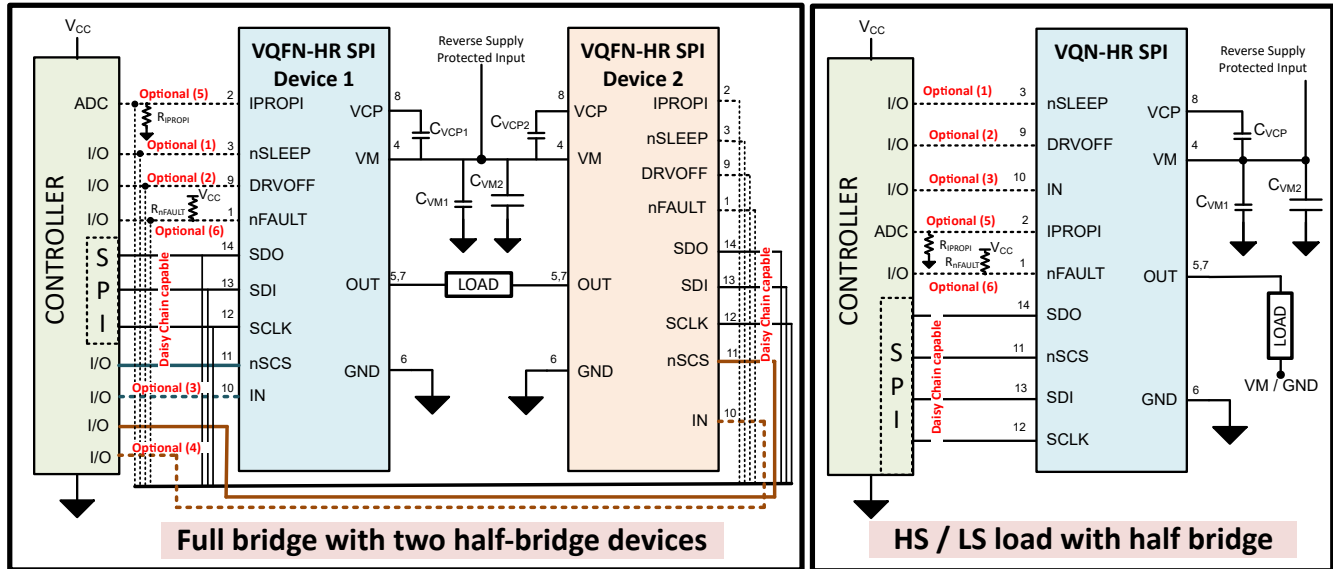 VCC
CONTROLLER
ADC
I/O
I/O
I/O
S
P
I
I/O
I/O
I/O
I/O
Optional (5)
RIPROPI
Optional (1)
Optional (2)
VCC
RnFAULT
Optional (6)
Daisy Chain capable
Optional (3)
Optional (4)
VQFN-HR SPI
Device 1
2 IPROPI
3 nSLEEP
9 DRVOFF
1 nFAULT
14 SDO
13 SDI
12 SCLK
11 nSCS
10 IN
VCP 8
VM 4
OUT 5,7
GND 6
Reverse Supply
Protected Input
CVCP1
CVCP2
CVM1
CVM2
LOAD
VQFN-HR SPI
Device 2
8 VCP
4 VM
5,7 OUT
6 GND
IPROPI 2
nSLEEP 3
DRVOFF 9
nFAULT 1
SDO 14
SDI 13
SCLK 12
nSCS 11
IN 10
Daisy Chain capable
Full bridge with two half-bridge devices
VCC
CONTROLLER
I/O
I/O
I/O
ADC
I/O
S
P
I
Optional (1)
Optional (2)
Optional (3)
Optional (5)
RIPROPI
VCC
RnFAULT
Optional (6)
Daisy Chain capable
VQN-HR SPI
3 nSLEEP
9 DRVOFF
10 IN
2 IPROPI
1 nFAULT
14 SDO
11 nSCS
13 SDI
12 SCLK
VCP 8
VM 4
OUT 5,7
GND 6
Reverse Supply
Protected Input
CVCP
CVM1
CVM2
LOAD
VM / GND
HS / LS load with half bridge